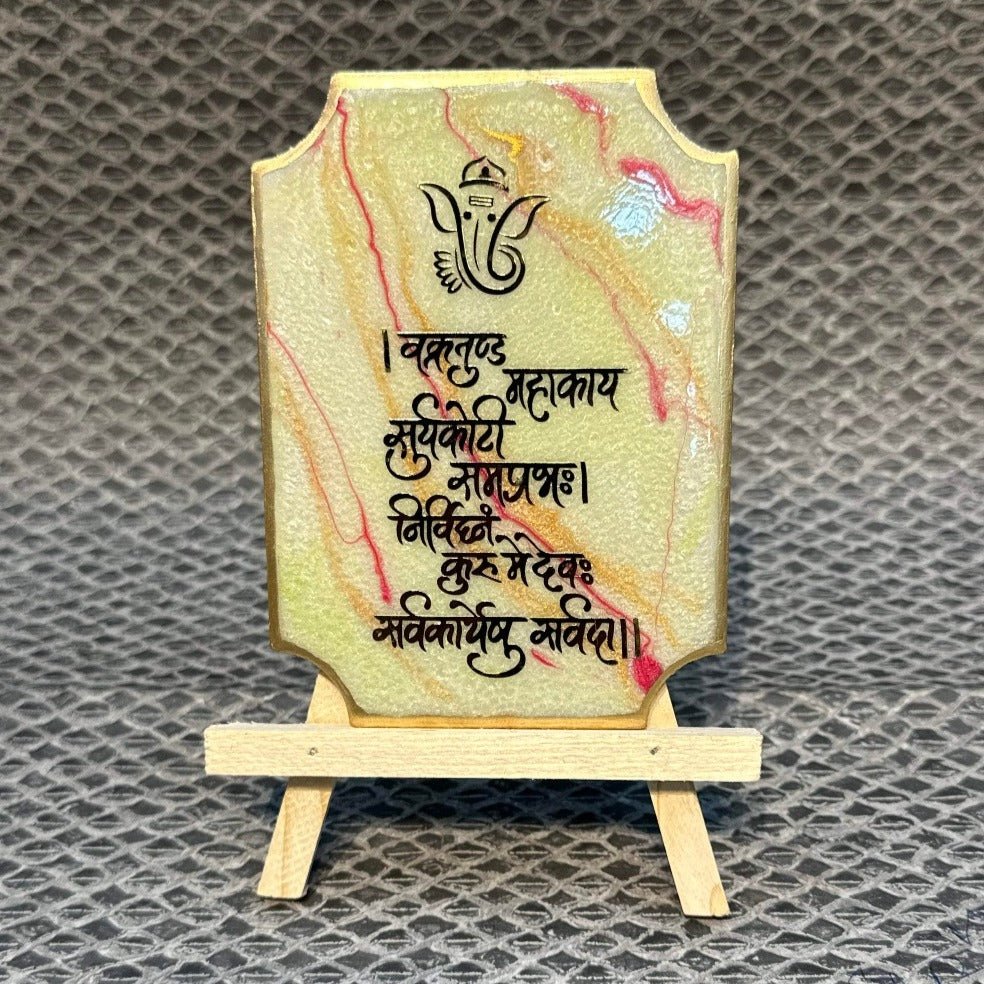 । वक्रतुण्ड
महाकाय
सुर्यकोटी
समप्रभः।
निर्विघ्नं
कुरु मे देवः
सर्वकार्येषु सर्वदा।।